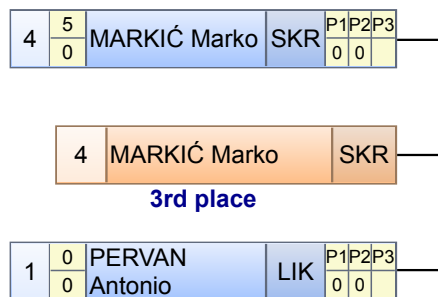 4 5 0 MARKIĆ Marko SKR P1 P2 P3 0 0
4 MARKIĆ Marko SKR
3rd place
1 0 0 PERVAN Antonio LIK P1 P2 P3 0 0